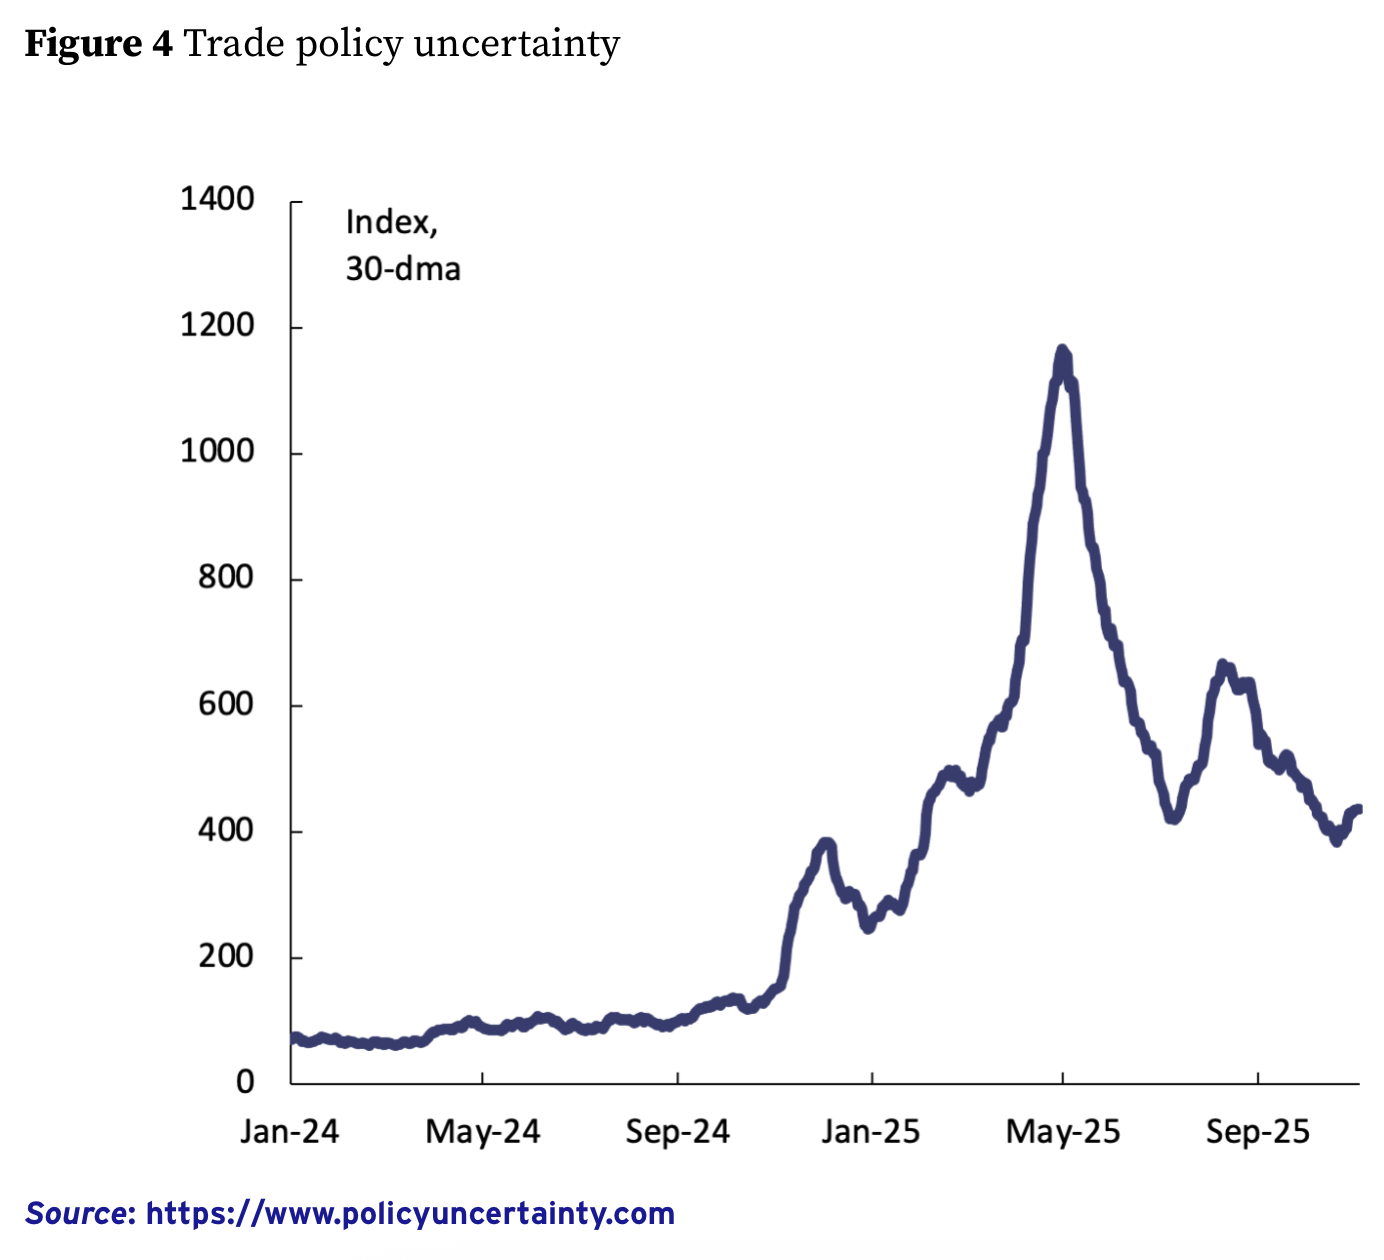 Figure 4 Trade policy uncertainty
1400
Index,
30-dma
1200
1000
800
600
400
200
0
Jan-24 May-24 Sep-24 Jan-25 May-25 Sep-25
Source: https://www.policyuncertainty.com